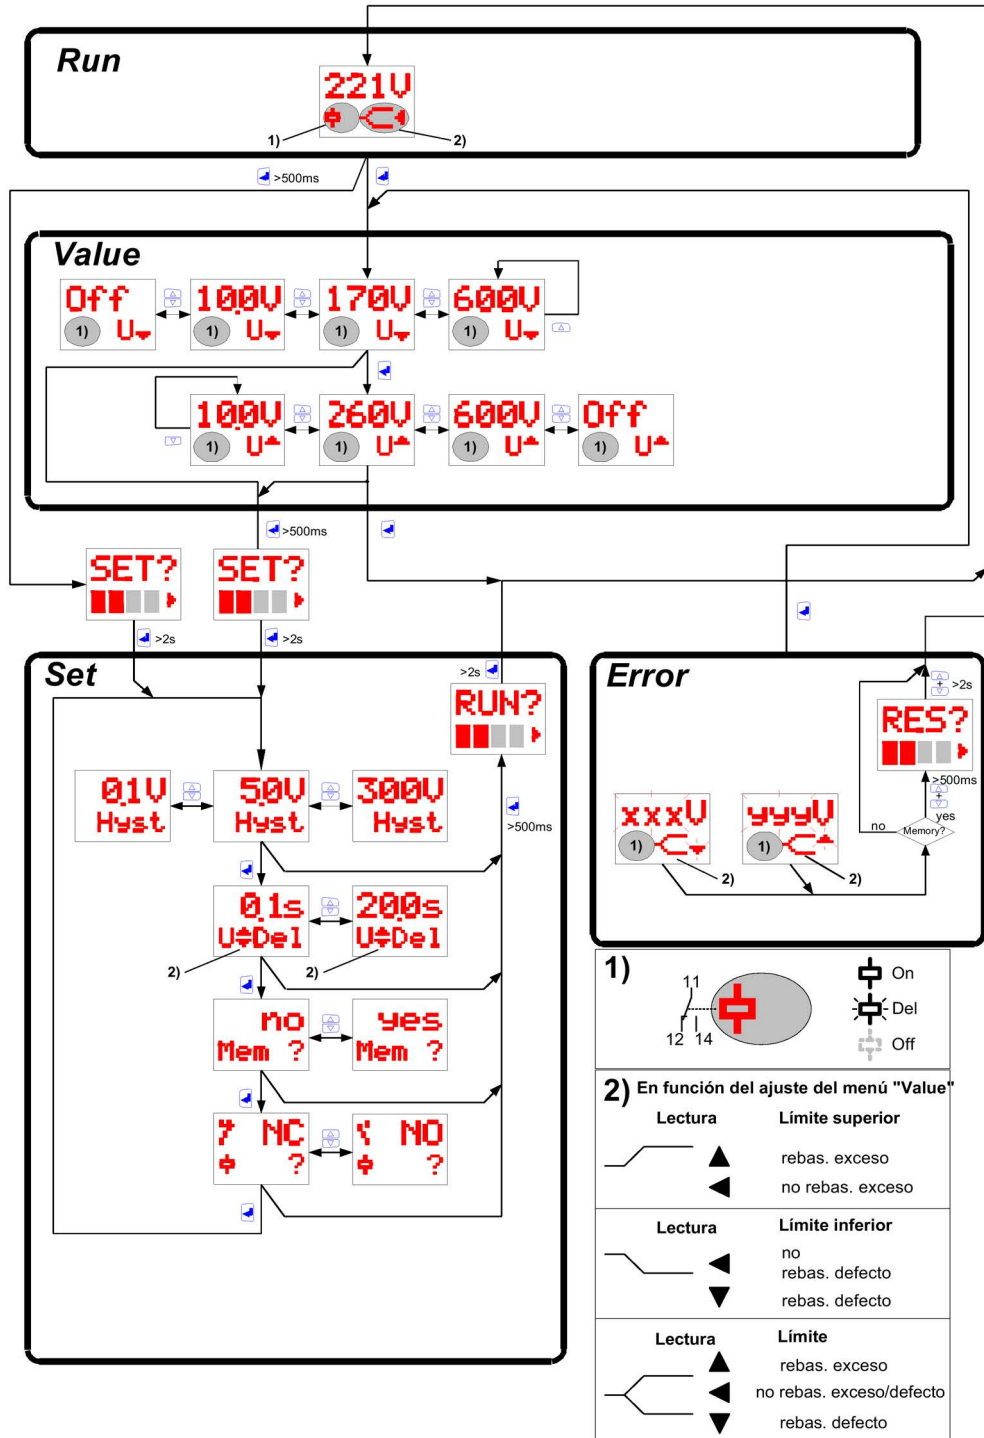 Run
221V
1)
2)
>500ms
Value
Off
1) U
10.0V
1) U
170V
1) U
600V
1) U
10.0V
1) U
260V
1) U
600V
1) U
Off
1) U
>500ms
SET?
SET?
>2s
>2s
Set
>2s
RUN?
0.1V
Hyst
5.0V
Hyst
300V
Hyst
>500ms
0.1s
U Del
20.0s
U Del
2)
2)
no
Mem ?
yes
Mem ?
NC
?
NO
?
Error
+
>2s
RES?
>500ms
+
yes
no
Memory?
xxxV
1)
2)
yyyV
1)
2)
1)
11
12 14
On
Del
Off
2) En función del ajuste del menú "Value"
Lectura Límite superior
rebas. exceso
no rebas. exceso
Lectura Límite inferior
no
rebas. defecto
rebas. defecto
Lectura Límite
rebas. exceso
no rebas. exceso/defecto
rebas. defecto